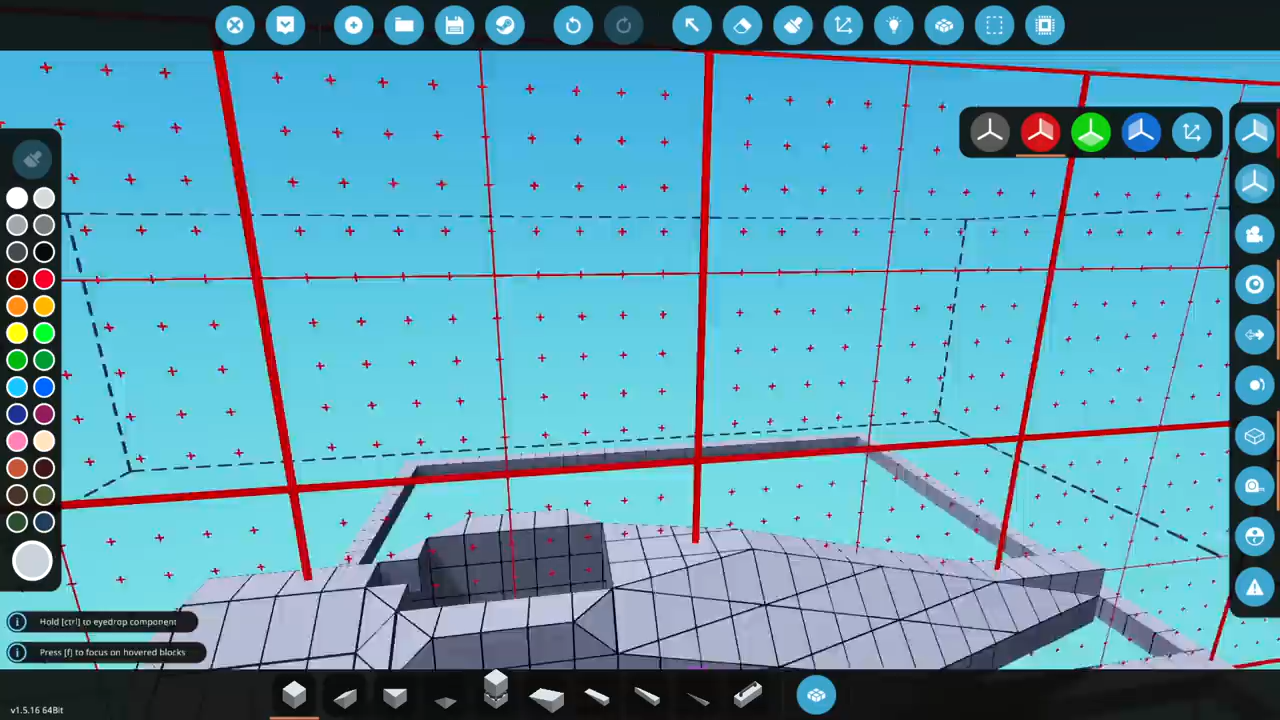 Hold [ctrl] to eyedrop component
Press [f] to focus on hovered blocks
v1.5.16 64Bit